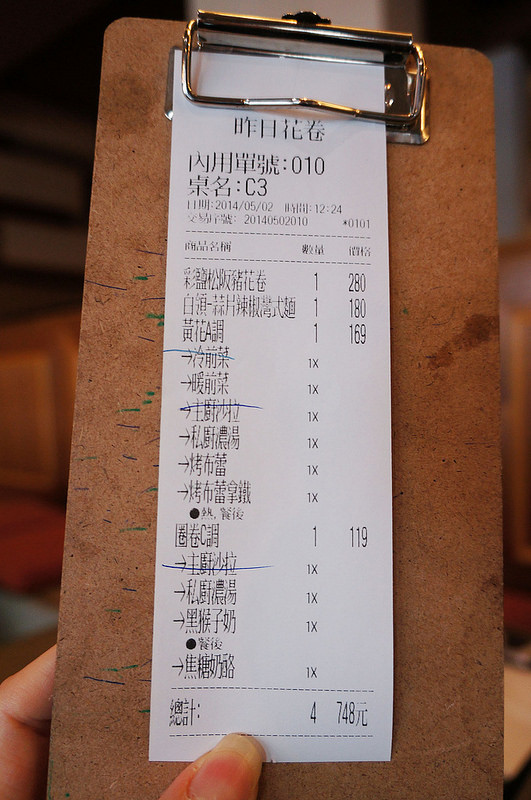 昨日花卷
內用單號:010
桌名:C3
日期:2014/05/02 時間:12:24
交易序號: 20140502010 *0101
商品名稱 數量 價格
彩鹽松阪豬花卷 1 280
白領-蒜片辣椒灣式麵 1 180
黃花A調 1 169
→冷前菜 1X
→暖前菜 1X
→主廚沙拉 1X
→私廚濃湯 1X
→烤布蕾 1X
→烤布蕾拿鐵 1X
●熱, 餐後
圈卷C調 1 119
→主廚沙拉 1X
→私廚濃湯 1X
→黑猴子奶 1X
●餐後
→焦糖奶酪 1X
總計: 4 748元